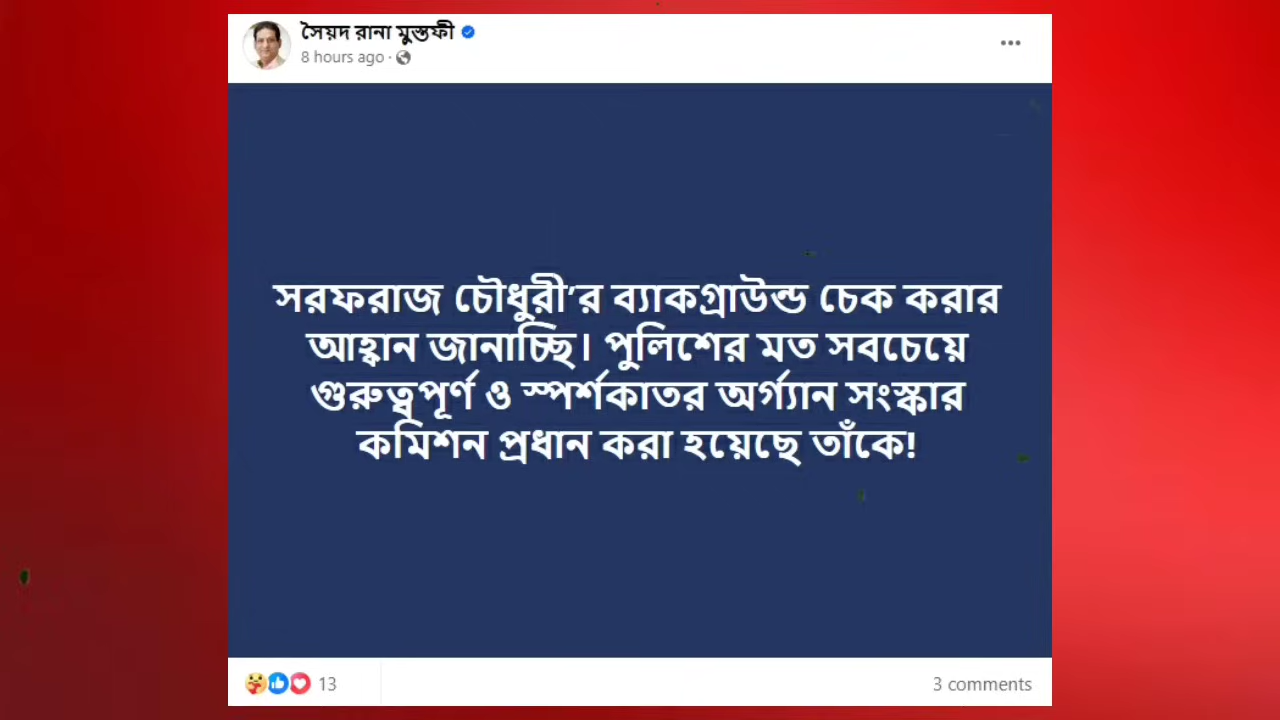 সৈয়দ রানা মুস্তফী
8 hours ago ·
সরফরাজ চৌধুরী'র ব্যাকগ্রাউন্ড চেক করার
আহ্বান জানাচ্ছি। পুলিশের মত সবচেয়ে
গুরুত্বপূর্ণ ও স্পর্শকাতর অর্গ্যান সংস্কার
কমিশন প্রধান করা হয়েছে তাঁকে!
13
3 comments